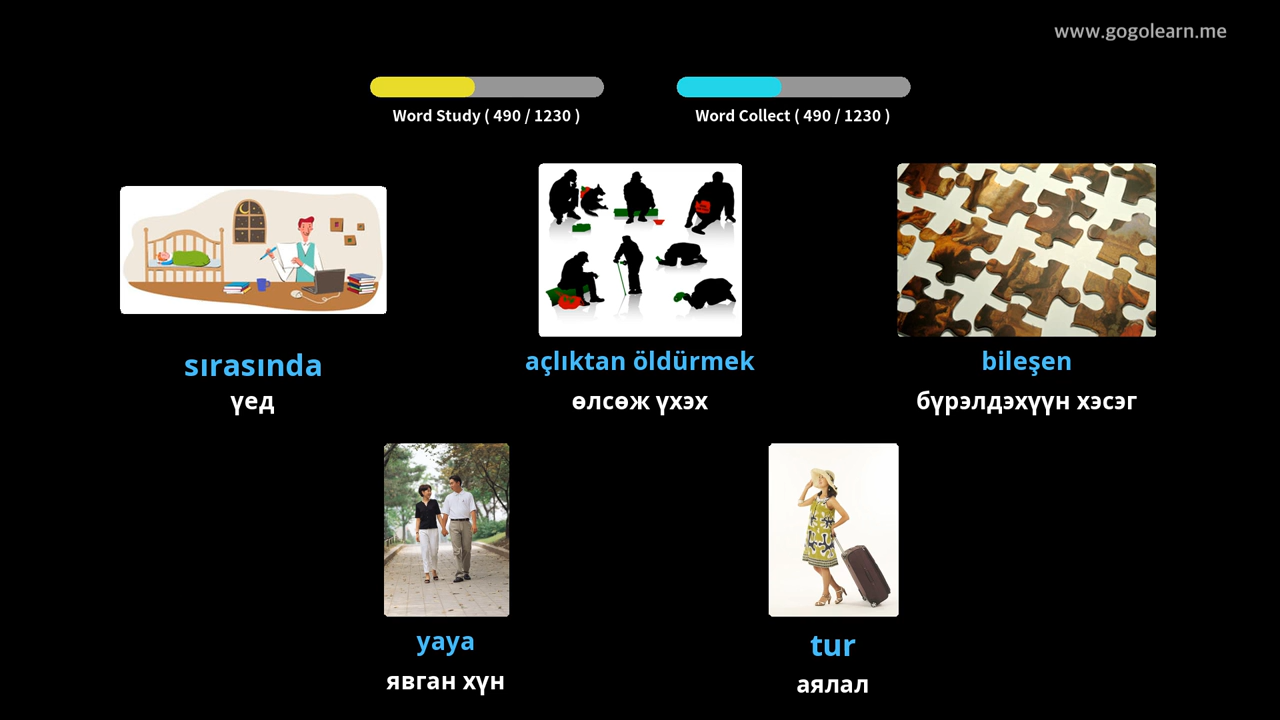 www.gogolearn.me
Word Study ( 490 / 1230 )
Word Collect ( 490 / 1230 )
sırasında
үед
açlıktan öldürmek
өлсөж үхэх
bileşen
бүрэлдэхүүн хэсэг
yaya
явган хүн
tur
аялал